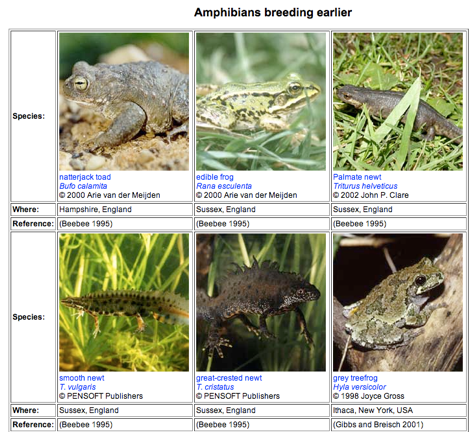 Amphibians breeding earlier
Species:
natterjack toad
Bufo calamita
© 2000 Arie van der Meijden
edible frog
Rana esculenta
© 2000 Arie van der Meijden
Palmate newt
Triturus helveticus
© 2002 John P. Clare
Where: Hampshire, England Sussex, England Sussex, England
Reference: (Beebee 1995) (Beebee 1995) (Beebee 1995)
Species:
smooth newt
T. vulgaris
© PENSOFT Publishers
great-crested newt
T. cristatus
© PENSOFT Publishers
grey treefrog
Hyla versicolor
© 1998 Joyce Gross
Where: Sussex, England Sussex, England Ithaca, New York, USA
Reference: (Beebee 1995) (Beebee 1995) (Gibbs and Breisch 2001)